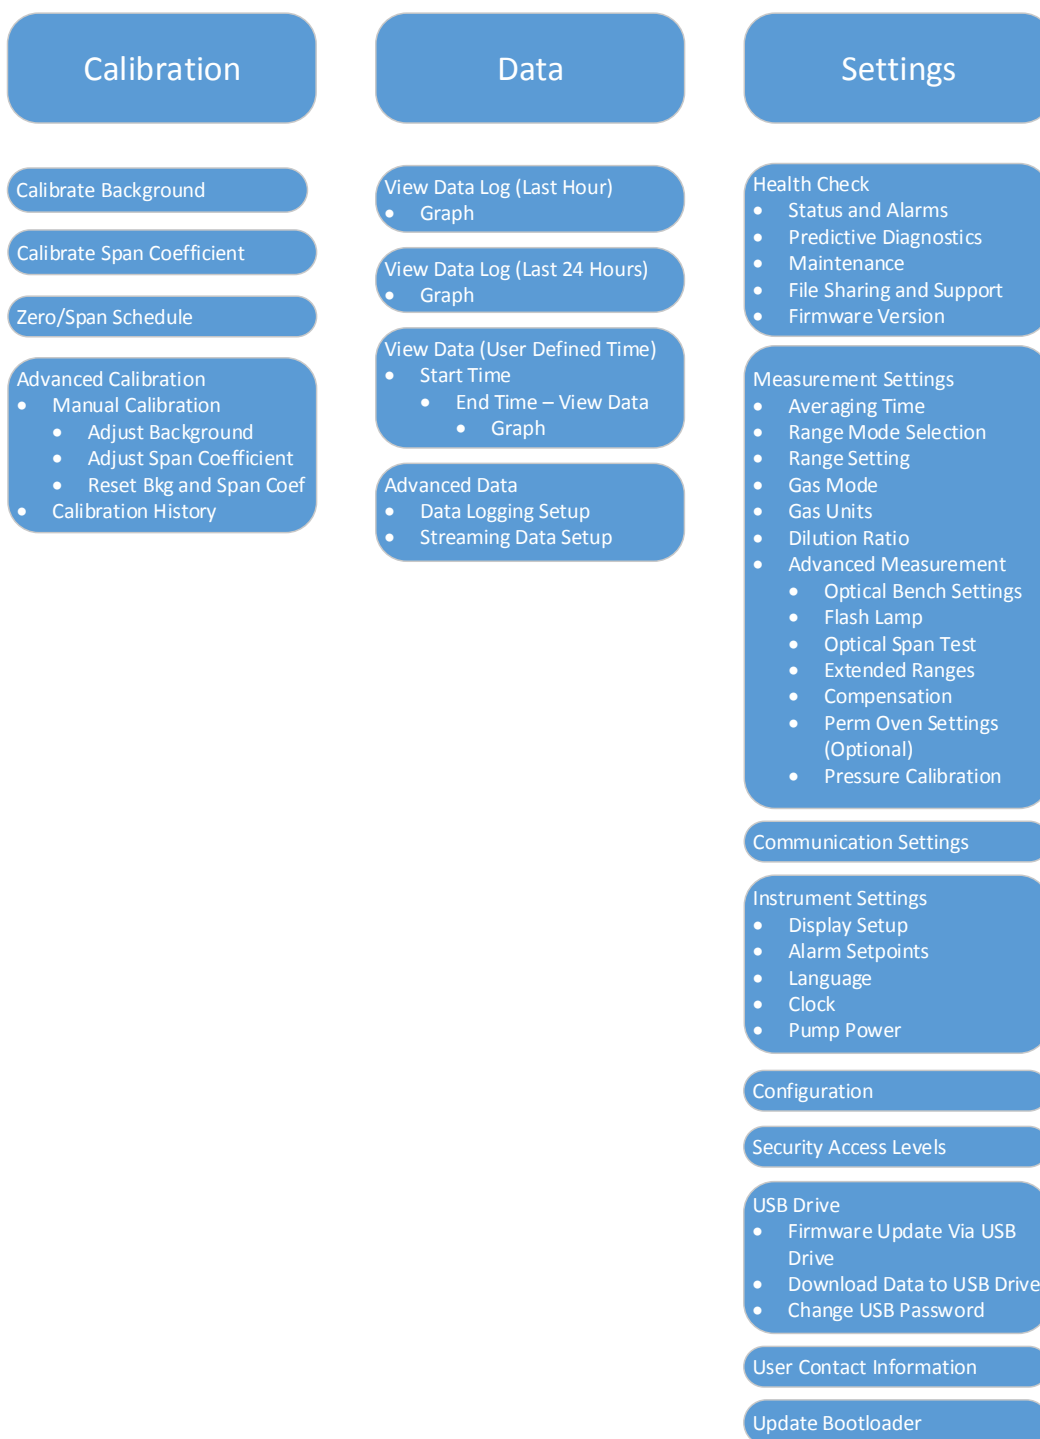 Calibration
Calibrate Background
Calibrate Span Coefficient
Zero/Span Schedule
Advanced Calibration
• Manual Calibration
• Adjust Background
• Adjust Span Coefficient
• Reset Bkg and Span Coef
• Calibration History
Data
View Data Log (Last Hour)
• Graph
View Data Log (Last 24 Hours)
• Graph
View Data (User Defined Time)
• Start Time
• End Time – View Data
• Graph
Advanced Data
• Data Logging Setup
• Streaming Data Setup
Settings
Health Check
• Status and Alarms
• Predictive Diagnostics
• Maintenance
• File Sharing and Support
• Firmware Version
Measurement Settings
• Averaging Time
• Range Mode Selection
• Range Setting
• Gas Mode
• Gas Units
• Dilution Ratio
• Advanced Measurement
• Optical Bench Settings
• Flash Lamp
• Optical Span Test
• Extended Ranges
• Compensation
• Perm Oven Settings
(Optional)
• Pressure Calibration
Communication Settings
Instrument Settings
• Display Setup
• Alarm Setpoints
• Language
• Clock
• Pump Power
Configuration
Security Access Levels
USB Drive
• Firmware Update Via USB
Drive
• Download Data to USB Drive
• Change USB Password
User Contact Information
Update Bootloader